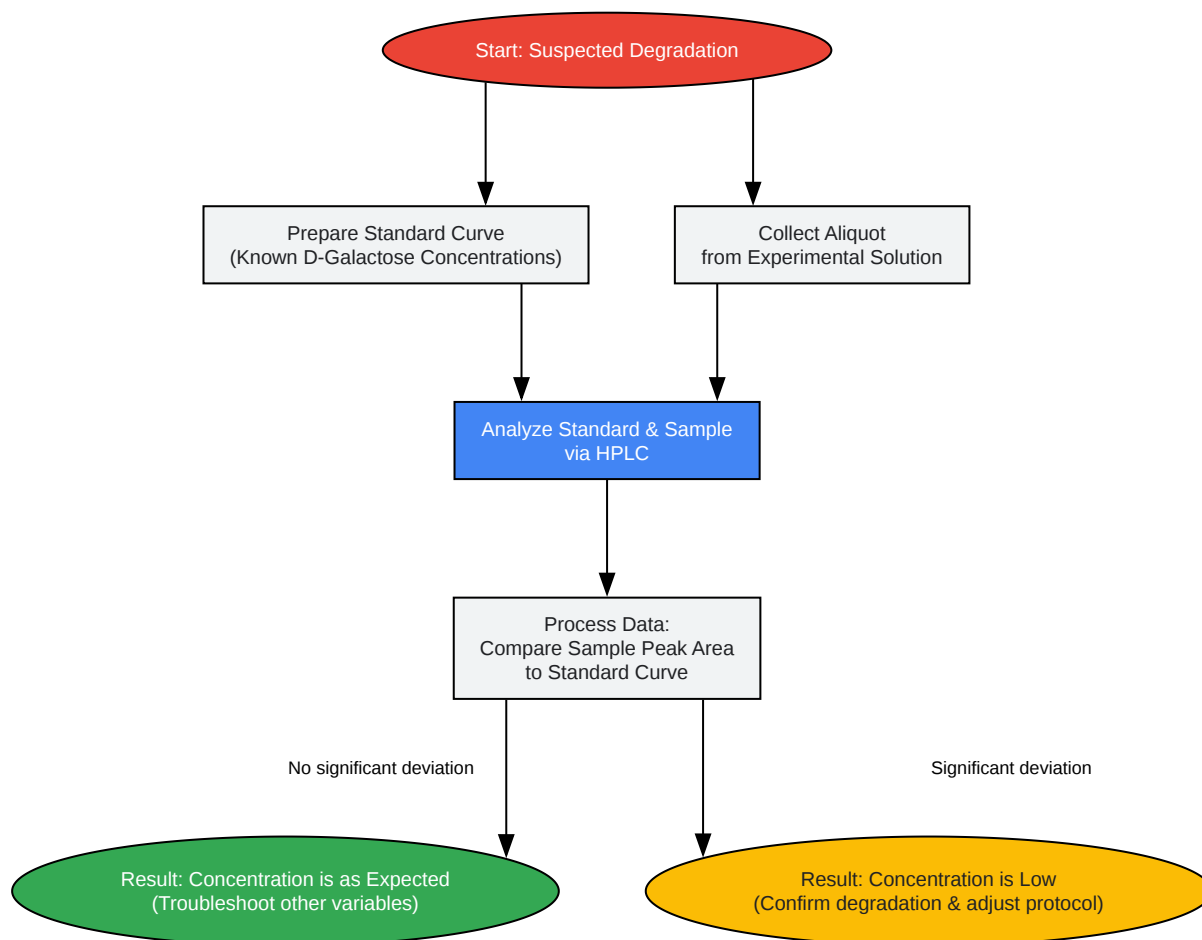 Start: Suspected Degradation
Prepare Standard Curve
(Known D-Galactose Concentrations)
Collect Aliquot
from Experimental Solution
Analyze Standard & Sample
via HPLC
Process Data:
Compare Sample Peak Area
to Standard Curve
No significant deviation
Significant deviation
Result: Concentration is as Expected
(Troubleshoot other variables)
Result: Concentration is Low
(Confirm degradation & adjust protocol)